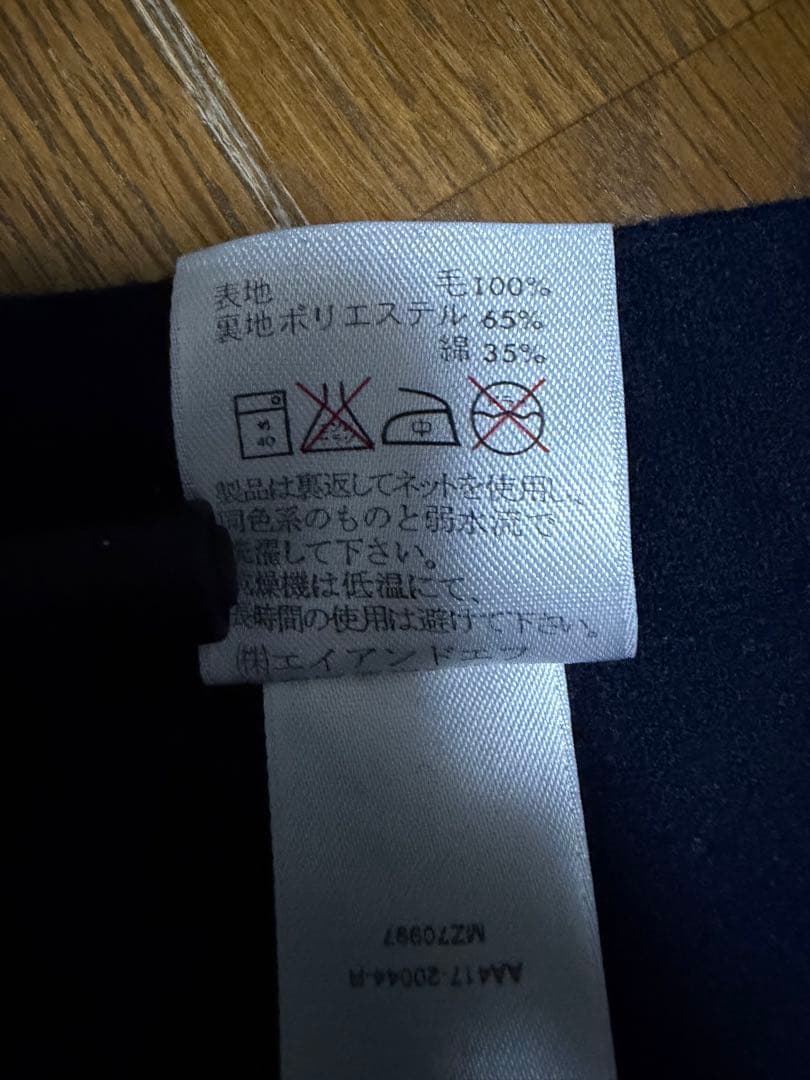 表地 毛100%
裏地ポリエステル 65%
綿 35%
40
中
製品は裏返してネットを使用し、
同色系のものと弱水流で
洗濯して下さい。
乾燥機は低温にて、
長時間の使用は避けて下さい。
㈱エイアンドエフ
MZ70997
AA417-20044-R